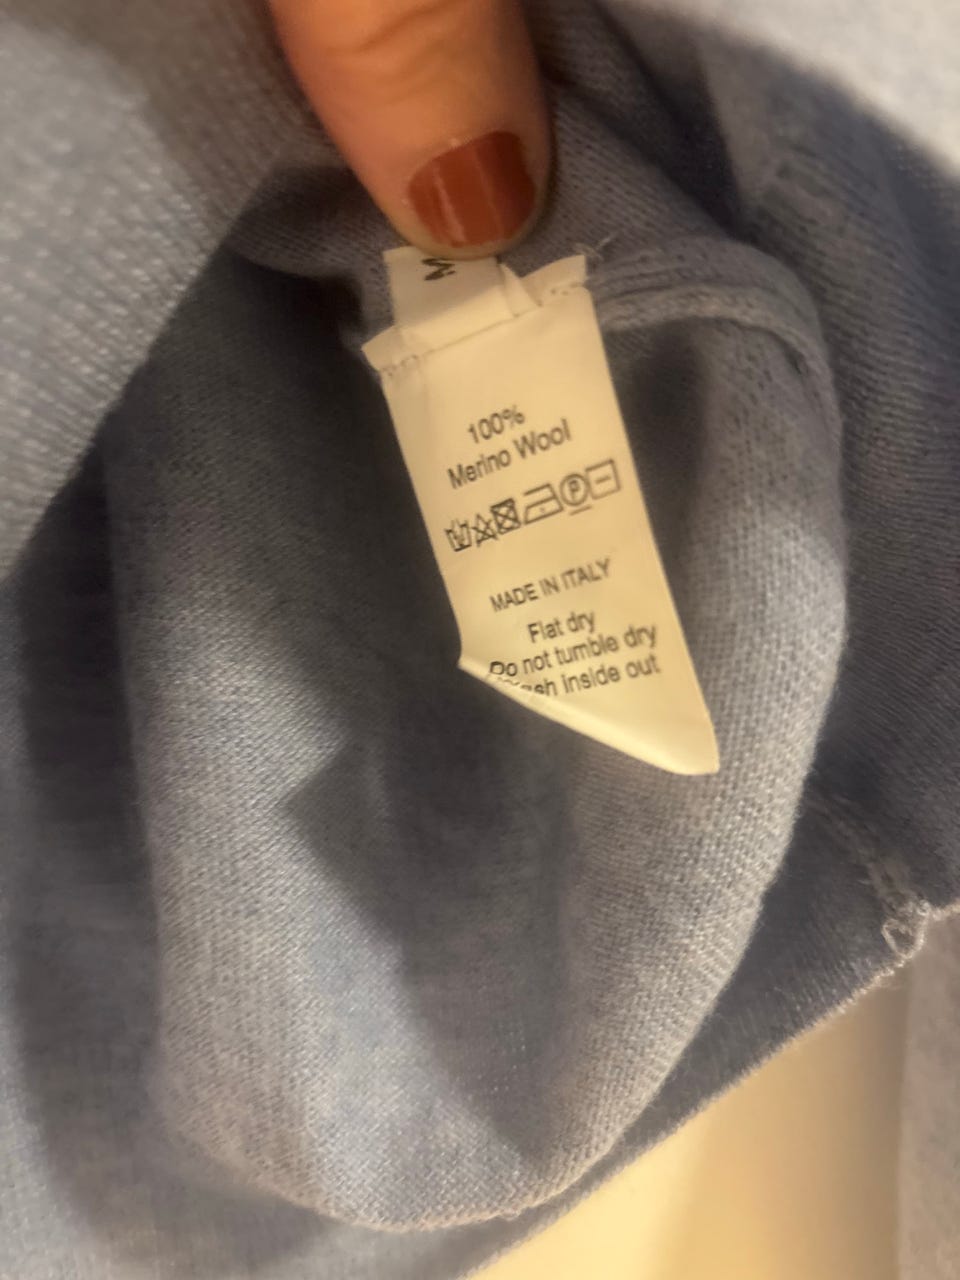 M
100%
Merino Wool
P
MADE IN ITALY
Flat dry
Do not tumble dry
inside out